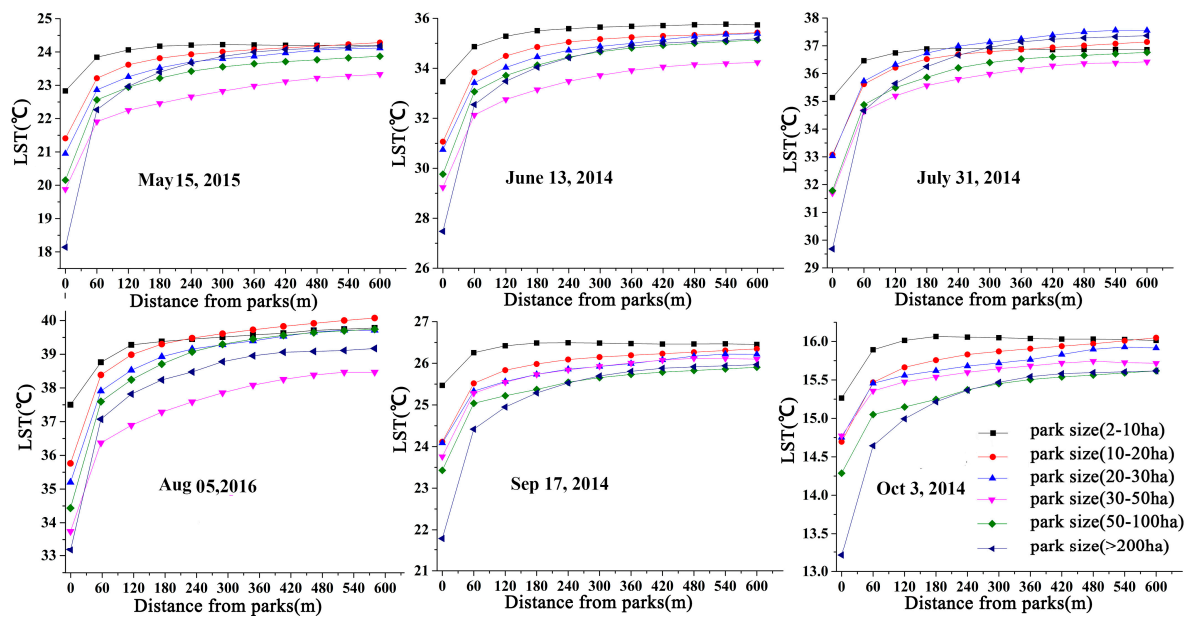 25
24
23
22
21
20
19
18
LST(℃)
May 15, 2015
0 60 120 180 240 300 360 420 480 540 600
Distance from parks(m)
36
34
32
30
28
26
LST(℃)
June 13, 2014
0 60 120 180 240 300 360 420 480 540 600
Distance from parks(m)
38
37
36
35
34
33
32
31
30
29
LST(℃)
July 31, 2014
0 60 120 180 240 300 360 420 480 540 600
Distance from parks(m)
40
39
38
37
36
35
34
33
LST(℃)
Aug 05,2016
0 60 120 180 240 300 360 420 480 540 600
Distance from parks(m)
27
26
25
24
23
22
21
LST(℃)
Sep 17, 2014
0 60 120 180 240 300 360 420 480 540 600
Distance from parks(m)
16.0
15.5
15.0
14.5
14.0
13.5
13.0
LST(℃)
Oct 3, 2014
park size(2-10ha)
park size(10-20ha)
park size(20-30ha)
park size(30-50ha)
park size(50-100ha)
park size(>200ha)
0 60 120 180 240 300 360 420 480 540 600
Distance from parks(m)